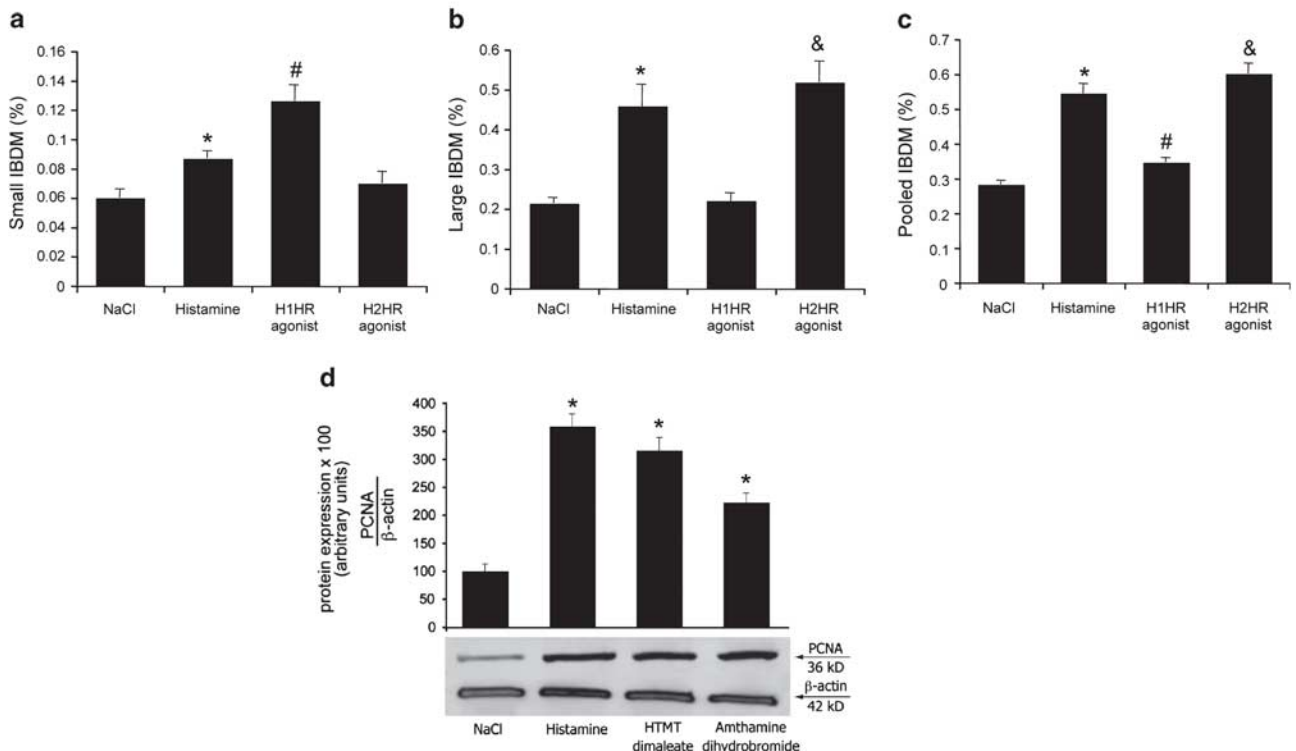 a
Small IBDM (%)
0.16
0.14
0.12
0.1
0.08
0.06
0.04
0.02
0
*
#
NaCl
Histamine
H1HR
agonist
H2HR
agonist
b
Large IBDM (%)
0.6
0.5
0.4
0.3
0.2
0.1
0
*
&
NaCl
Histamine
H1HR
agonist
H2HR
agonist
c
Pooled IBDM (%)
0.7
0.6
0.5
0.4
0.3
0.2
0.1
0
*
#
&
NaCl
Histamine
H1HR
agonist
H2HR
agonist
d
protein expression x 100
(arbitrary units)
PCNA
β-actin
400
350
300
250
200
150
100
50
0
*
*
*
PCNA
36 kD
β-actin
42 kD
NaCl
Histamine
HTMT
dimaleate
Amthamine
dihydrobromide